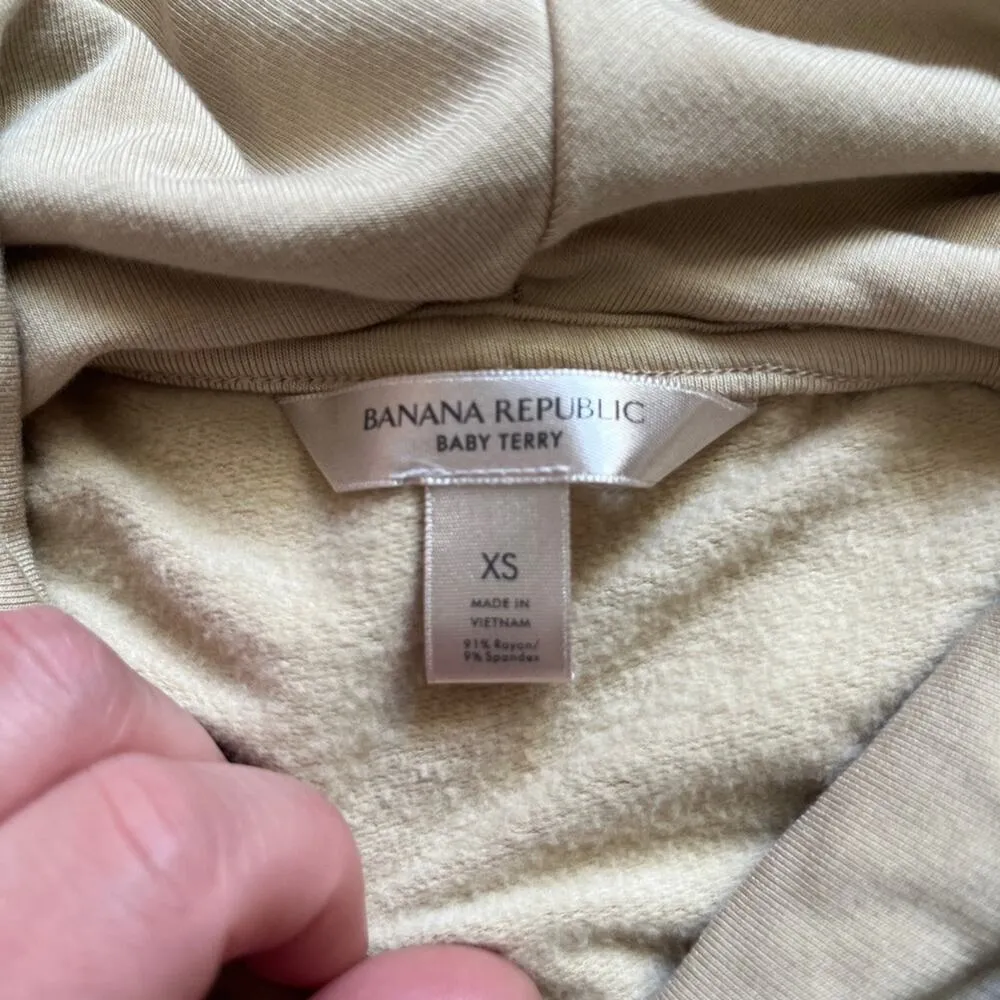 BANANA REPUBLIC
BABY TERRY
XS
MADE IN
VIETNAM
91% Rayon/
9% Spandex